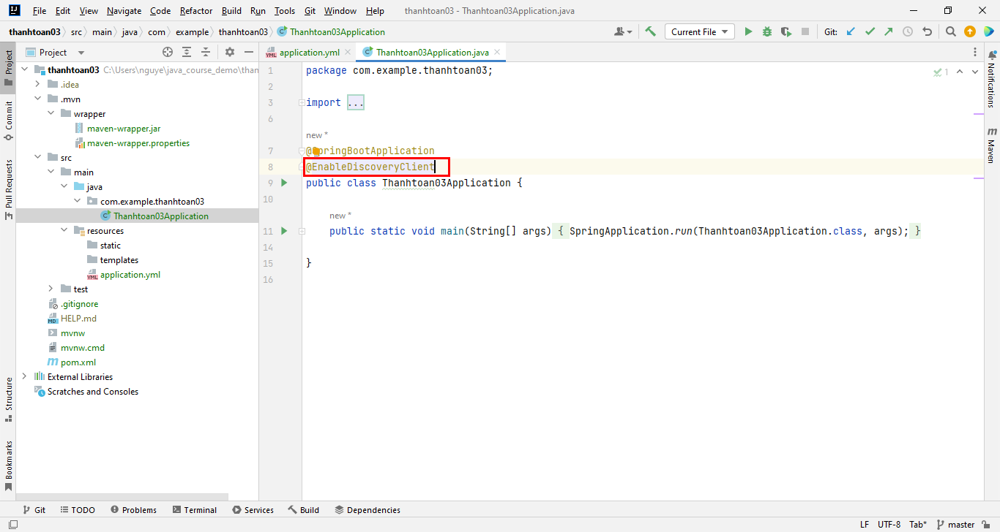 File Edit View Navigate Code Refactor Build Run Tools Git Window Help thanhtoan03 - Thanhtoan03Application.java
thanhtoan03 src main java com example thanhtoan03 Thanhtoan03Application Current File Git:
Project
application.yml Thanhtoan03Application.java
Project
Commit
Pull Requests
Structure
Bookmarks
thanhtoan03 C:\Users\nguye\java_course_demo\than
.idea
.mvn
wrapper
maven-wrapper.jar
maven-wrapper.properties
src
main
java
com.example.thanhtoan03
Thanhtoan03Application
resources
static
templates
application.yml
test
.gitignore
HELP.md
mvnw
mvnw.cmd
pom.xml
External Libraries
Scratches and Consoles
1 package com.example.thanhtoan03;
2
3 import ...
6
new *
7 @SpringBootApplication
8 @EnableDiscoveryClient
9 public class Thanhtoan03Application {
10
new *
11 public static void main(String[] args) { SpringApplication.run(Thanhtoan03Application.class, args); }
14
15 }
16
1
Notifications
Maven
Git TODO Problems Terminal Services Build Dependencies
LF UTF-8 Tab* master